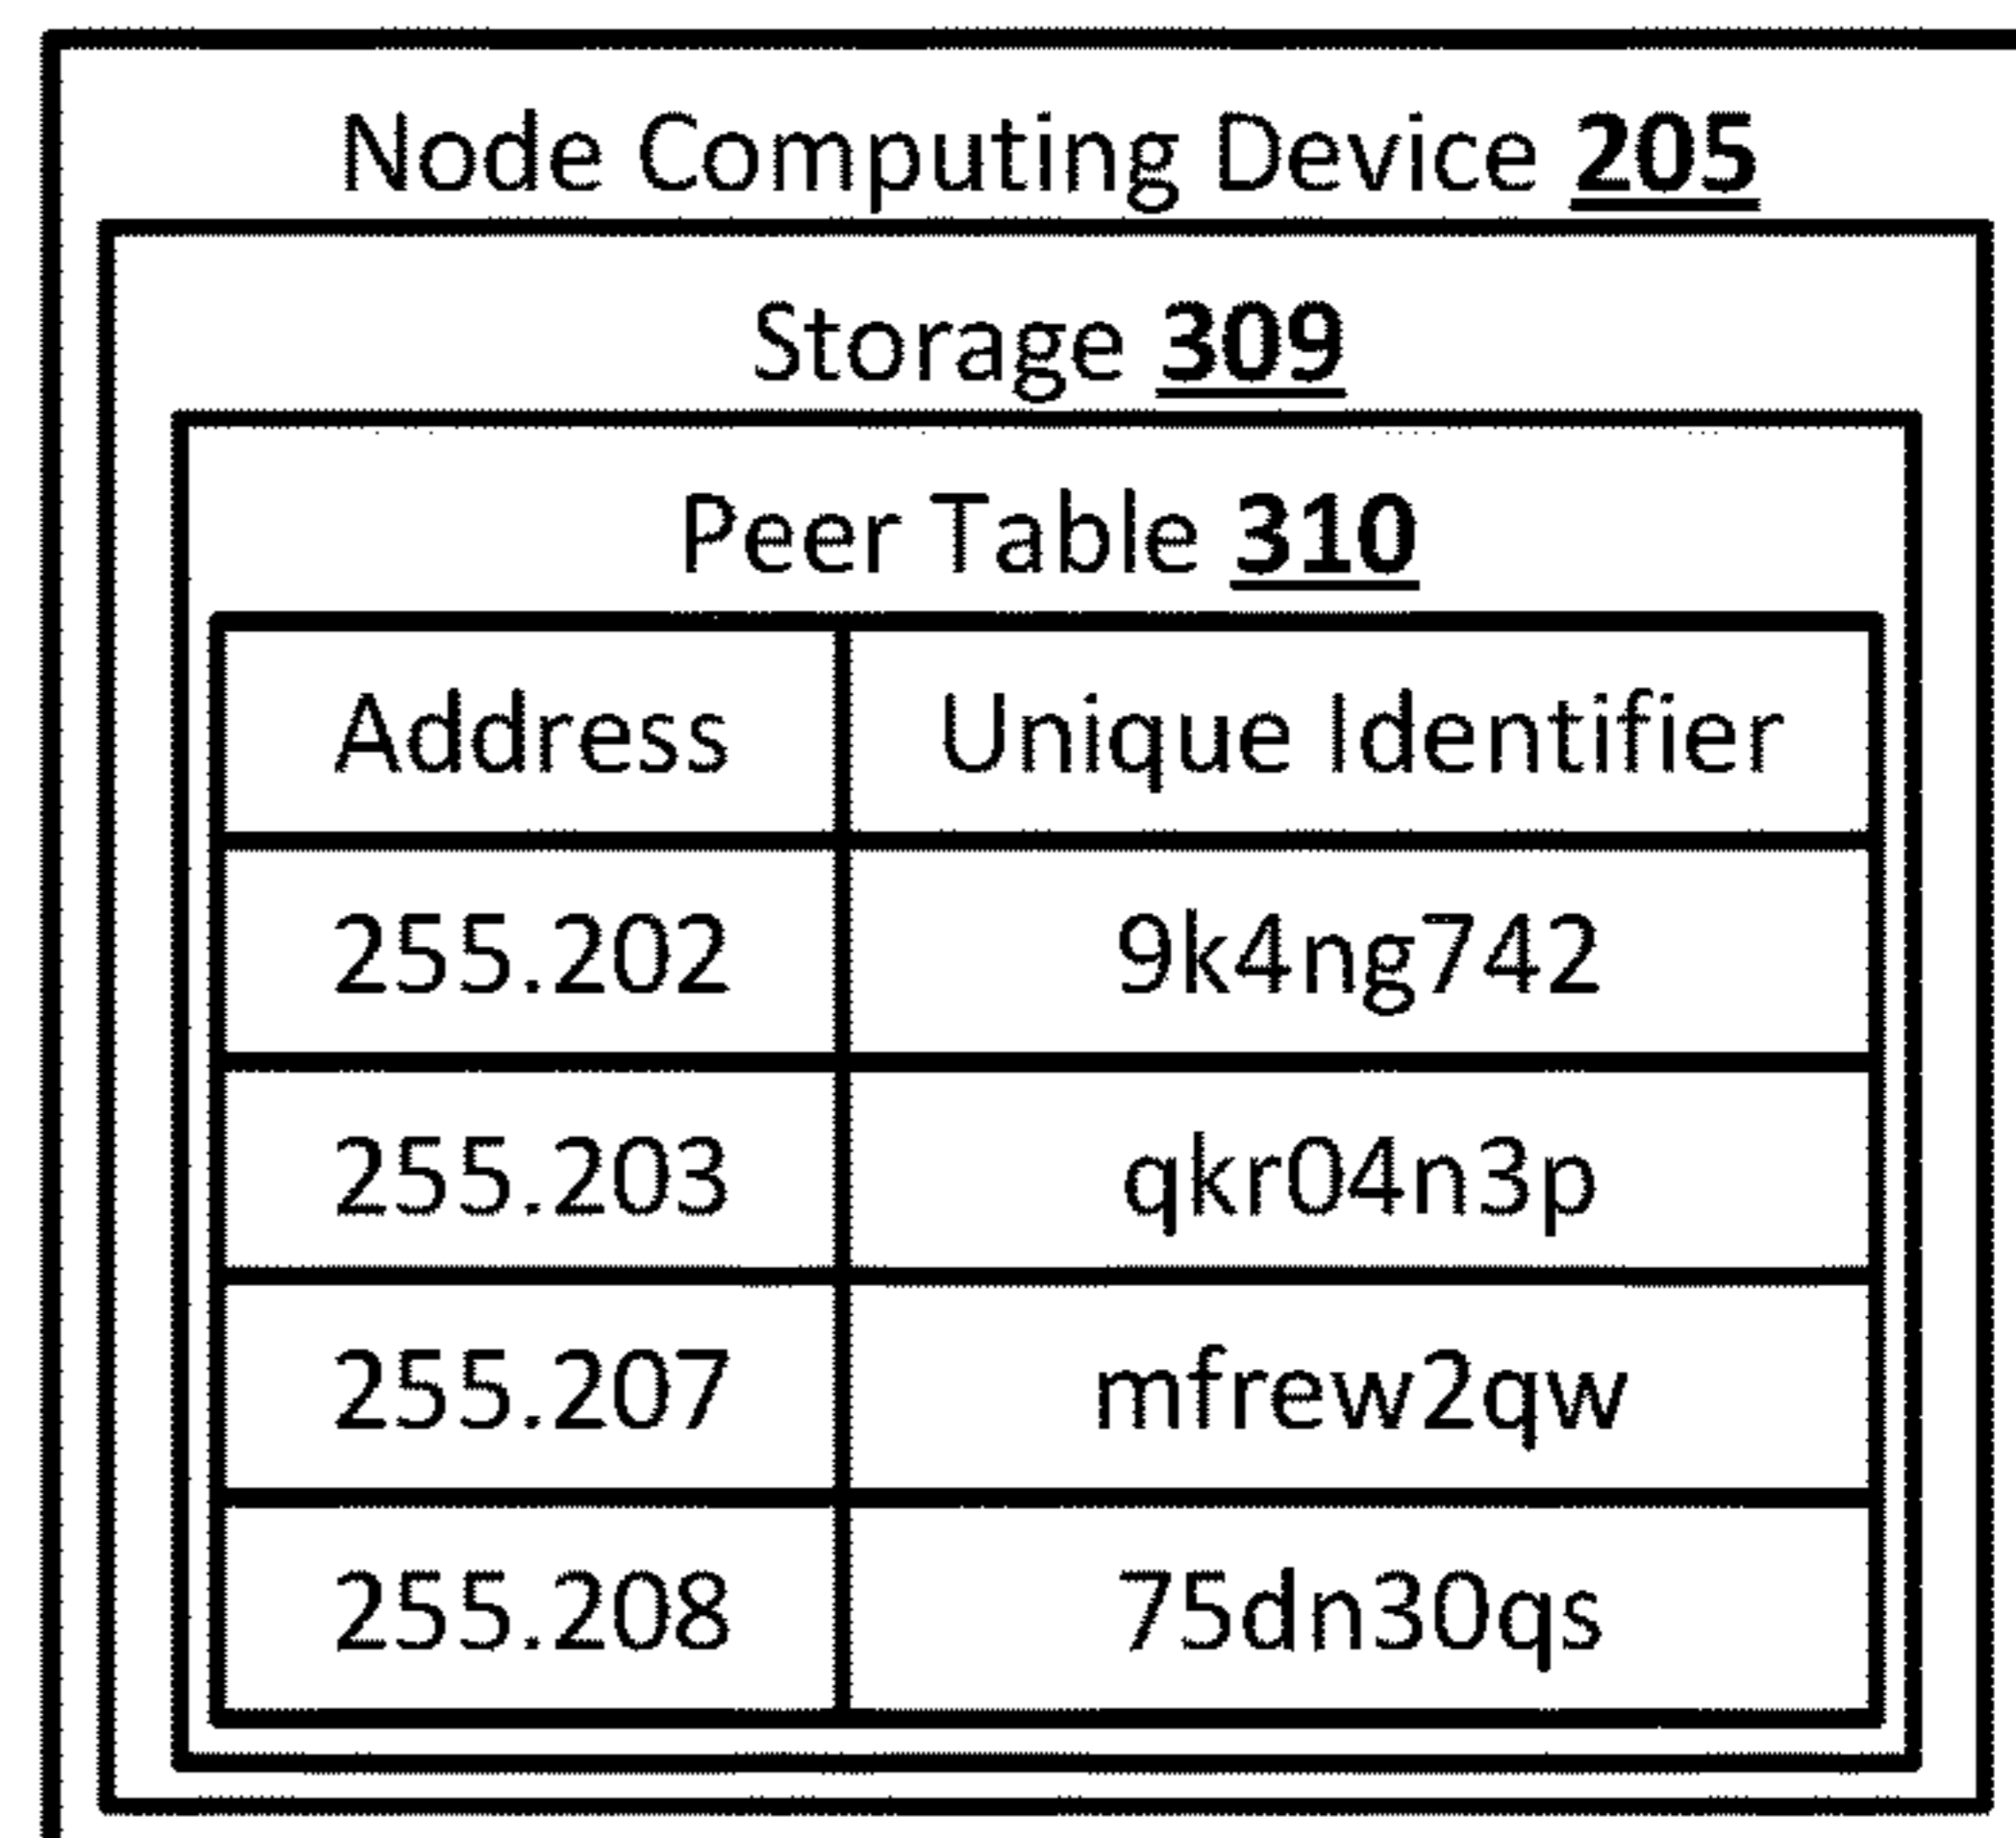 Node Computing Device 205
Storage 309
Peer Table 310
Address Unique Identifier
255.202 9k4ng742
255.203 qkr04n3p
255.207 mfrew2qw
255.208 75dn30qs